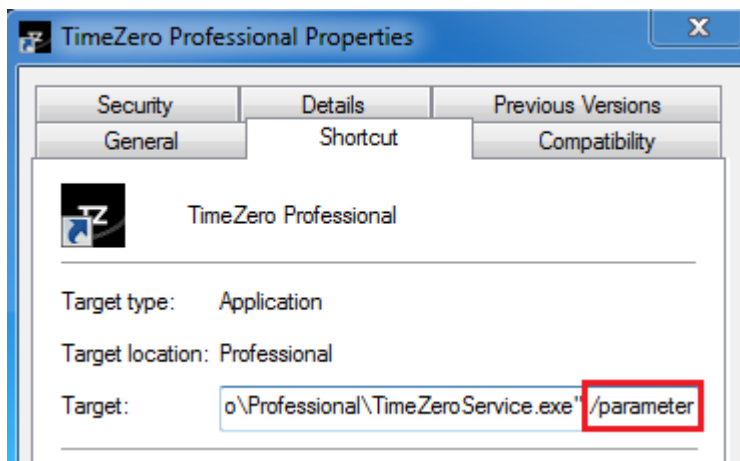 TimeZero Professional Properties
Security Details Previous Versions
General Shortcut Compatibility
TZ TimeZero Professional
Target type: Application
Target location: Professional
Target: o\Professional\TimeZeroService.exe" /parameter